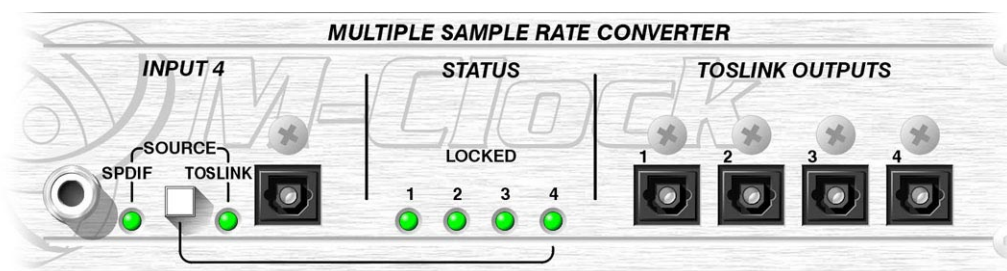 MULTIPLE SAMPLE RATE CONVERTER
INPUT 4
STATUS
TOSLINK OUTPUTS
M-Clock
SOURCE
SPDIF
TOSLINK
LOCKED
1 2 3 4
1 2 3 4